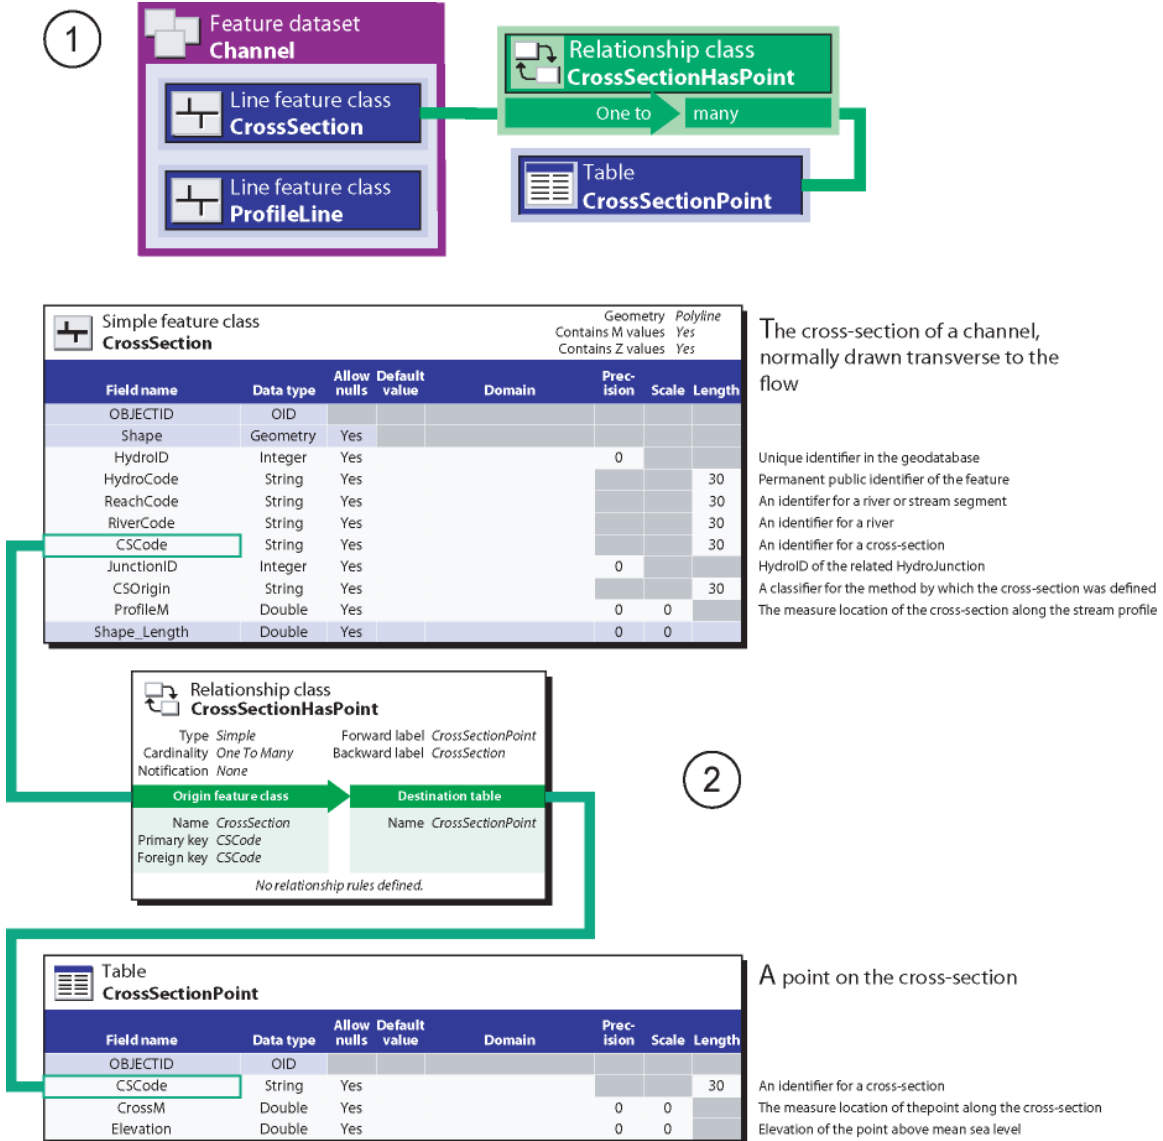 1
Feature dataset
Channel
Line feature class
CrossSection
Line feature class
ProfileLine
Relationship class
CrossSectionHasPoint
One to many
Table
CrossSectionPoint
Simple feature class
CrossSection
Geometry Polyline
Contains M values Yes
Contains Z values Yes
The cross-section of a channel,
normally drawn transverse to the
flow
Field name Data type Allow nulls Default value Domain Prec-ision Scale Length
OBJECTID OID
Shape Geometry Yes
HydroID Integer Yes 0 Unique identifier in the geodatabase
HydroCode String Yes 30 Permanent public identifier of the feature
ReachCode String Yes 30 An identifer for a river or stream segment
RiverCode String Yes 30 An identifier for a river
CSCode String Yes 30 An identifier for a cross-section
JunctionID Integer Yes 0 HydroID of the related HydroJunction
CSOrigin String Yes 30 A classifier for the method by which the cross-section was defined
ProfileM Double Yes 0 0 The measure location of the cross-section along the stream profile
Shape_Length Double Yes 0 0
Relationship class
CrossSectionHasPoint
Type Simple Forward label CrossSectionPoint
Cardinality One To Many Backward label CrossSection
Notification None
Origin feature class Destination table
Name CrossSection Name CrossSectionPoint
Primary key CSCode
Foreign key CSCode
No relationship rules defined.
2
Table
CrossSectionPoint
A point on the cross-section
Field name Data type Allow nulls Default value Domain Prec-ision Scale Length
OBJECTID OID
CSCode String Yes 30 An identifier for a cross-section
CrossM Double Yes 0 0 The measure location of thepoint along the cross-section
Elevation Double Yes 0 0 Elevation of the point above mean sea level